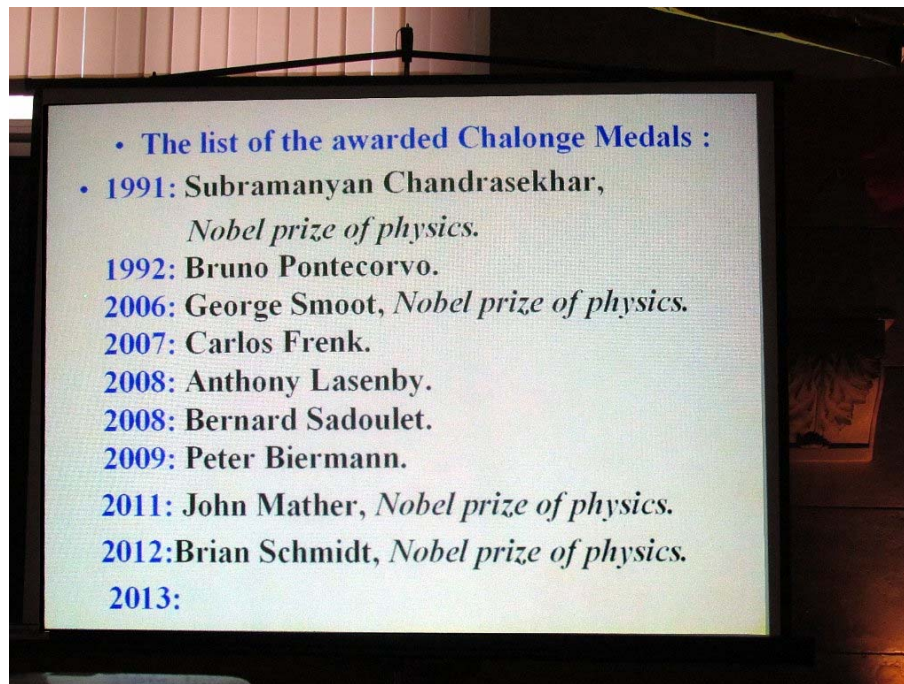 • The list of the awarded Chalonge Medals :
• 1991: Subramanyan Chandrasekhar,
Nobel prize of physics.
1992: Bruno Pontecorvo.
2006: George Smoot, Nobel prize of physics.
2007: Carlos Frenk.
2008: Anthony Lasenby.
2008: Bernard Sadoulet.
2009: Peter Biermann.
2011: John Mather, Nobel prize of physics.
2012:Brian Schmidt, Nobel prize of physics.
2013: